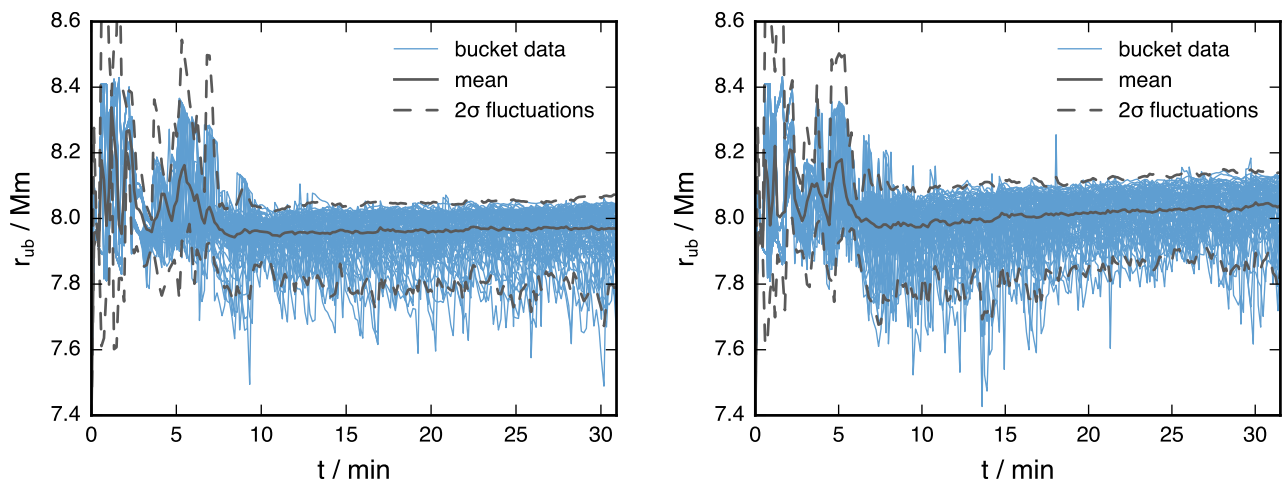 8.6
8.4
8.2
8.0
7.8
7.6
7.4
r_ub / Mm
0 5 10 15 20 25 30
t / min
bucket data
mean
2σ fluctuations
8.6
8.4
8.2
8.0
7.8
7.6
7.4
r_ub / Mm
0 5 10 15 20 25 30
t / min
bucket data
mean
2σ fluctuations